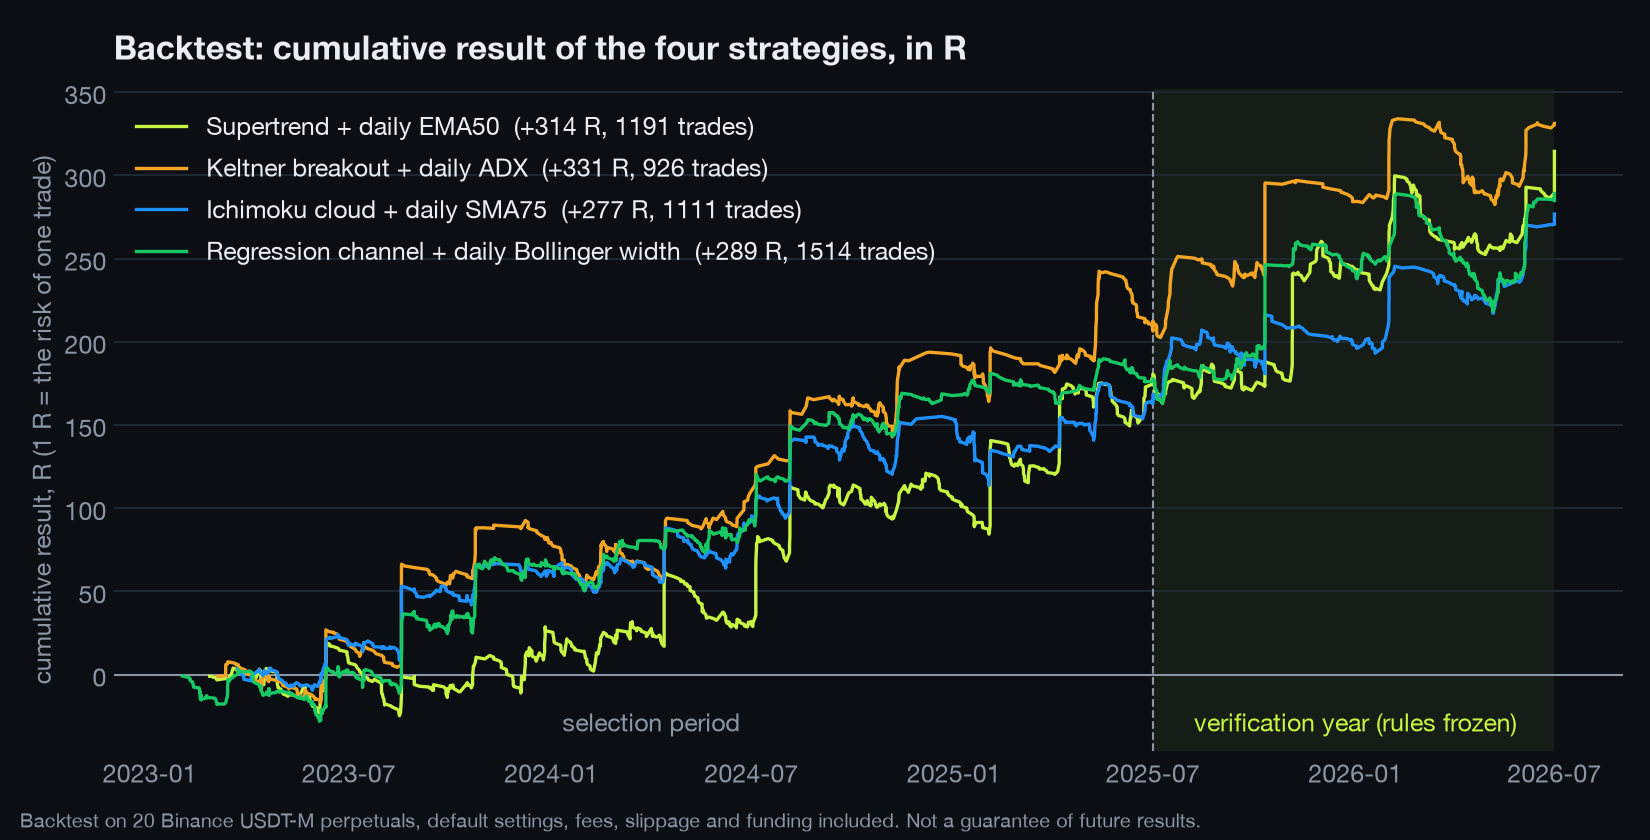 Backtest: cumulative result of the four strategies, in R
cumulative result, R (1 R = the risk of one trade)
350
300
250
200
150
100
50
0
Supertrend + daily EMA50 (+314 R, 1191 trades)
Keltner breakout + daily ADX (+331 R, 926 trades)
Ichimoku cloud + daily SMA75 (+277 R, 1111 trades)
Regression channel + daily Bollinger width (+289 R, 1514 trades)
selection period
verification year (rules frozen)
2023-01
2023-07
2024-01
2024-07
2025-01
2025-07
2026-01
2026-07
Backtest on 20 Binance USDT-M perpetuals, default settings, fees, slippage and funding included. Not a guarantee of future results.